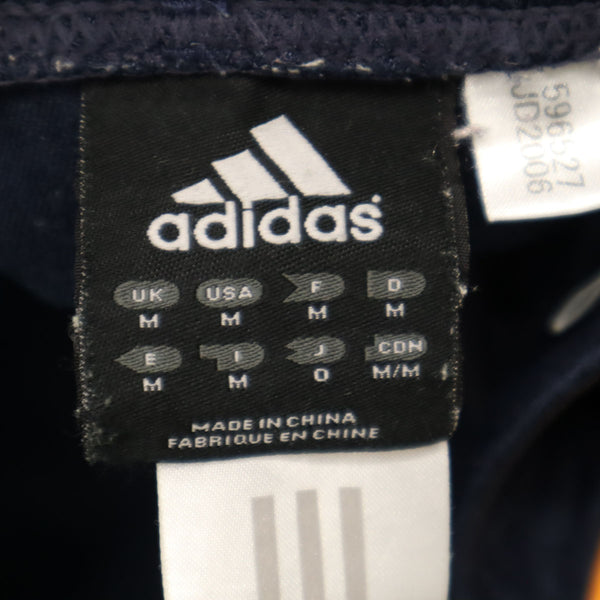 adidas
UK USA F D
M M M M
E I J CDN
M M O M/M
MADE IN CHINA
FABRIQUE EN CHINE
596527
JD2006